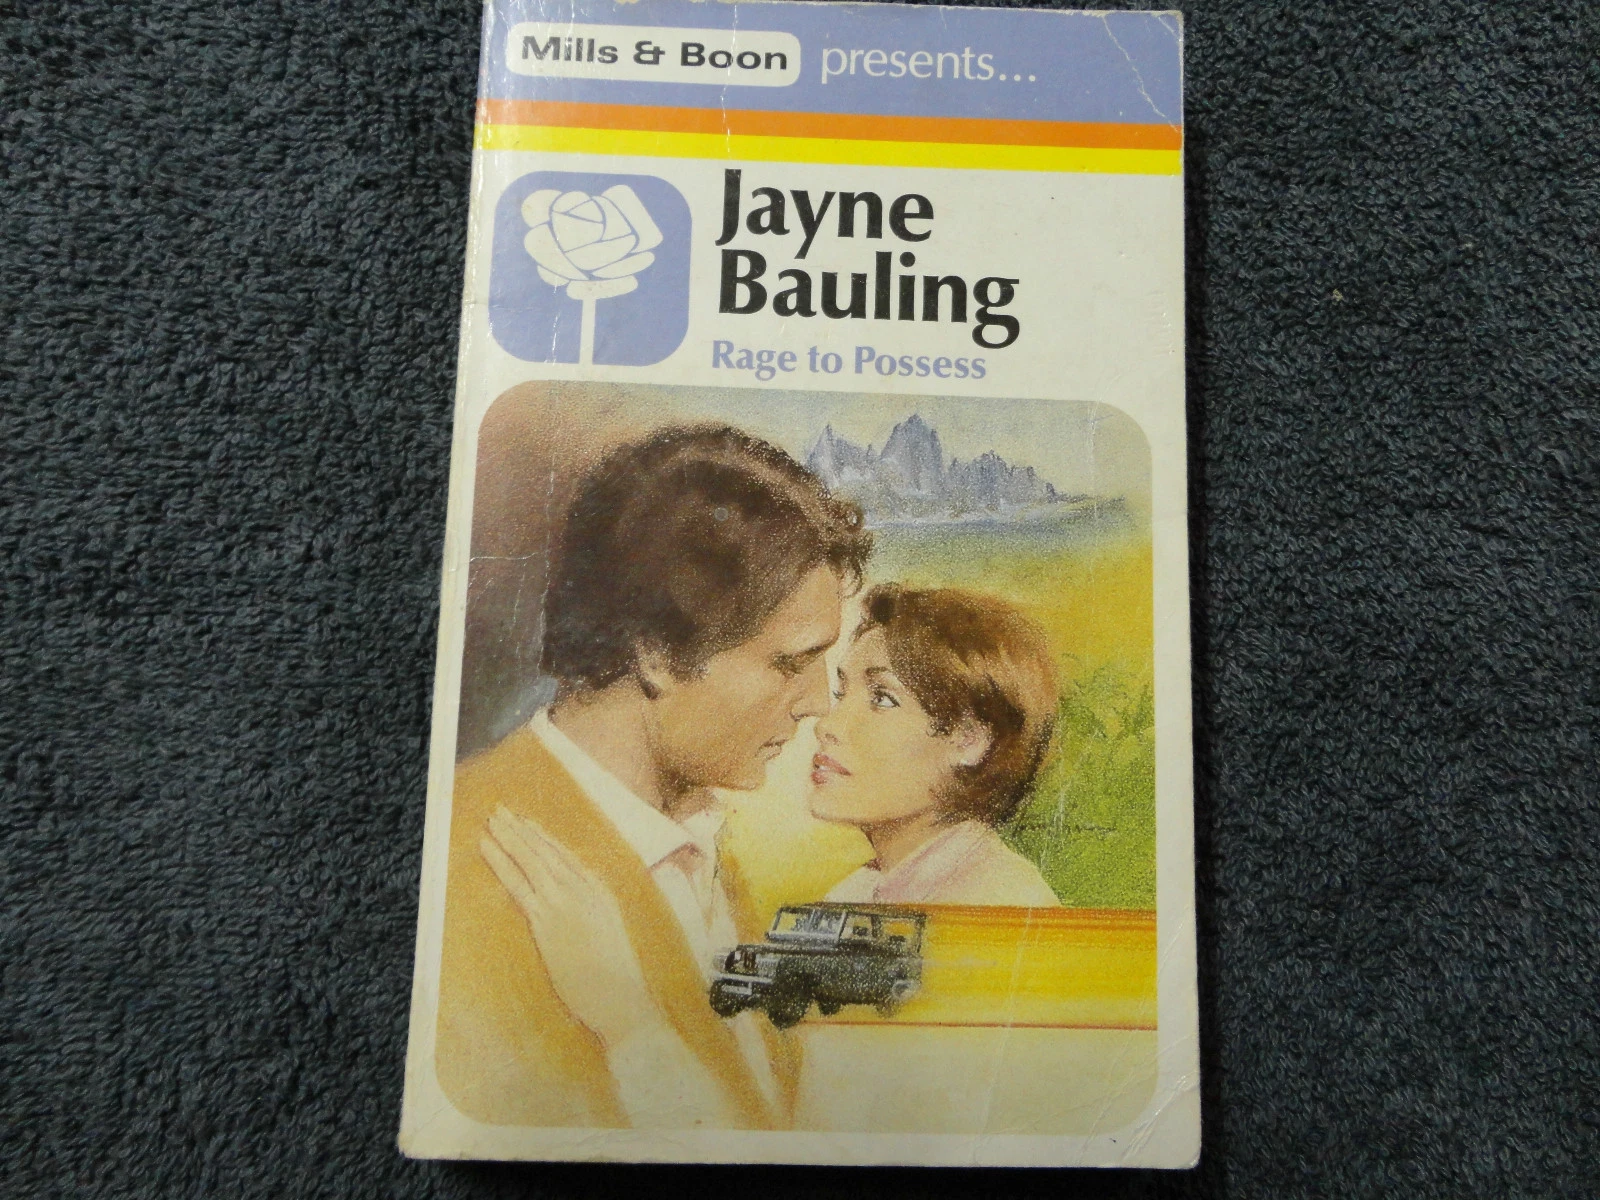 Mills & Boon presents...
Jayne
Bauling
Rage to Possess